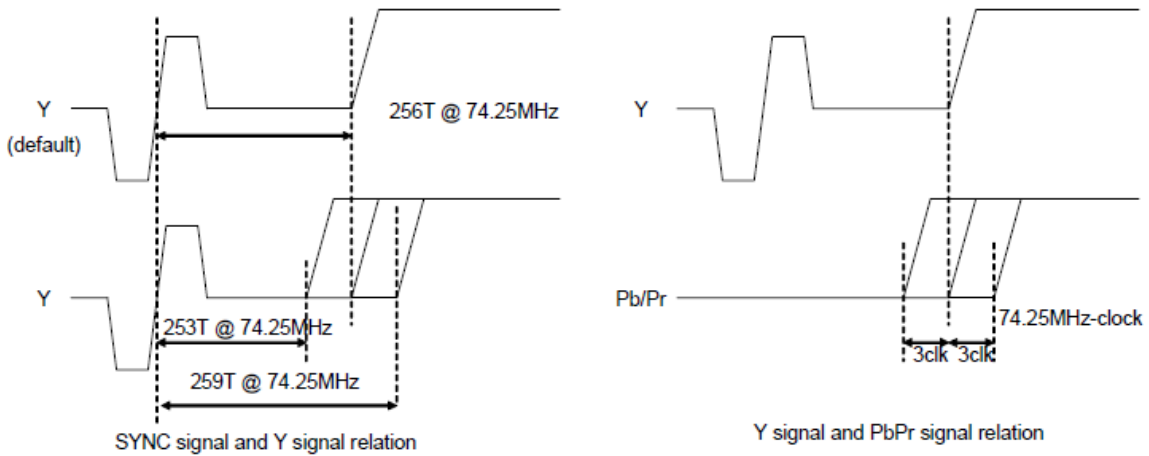 Y
(default)
256T @ 74.25MHz
Y
253T @ 74.25MHz
259T @ 74.25MHz
SYNC signal and Y signal relation
Y
Pb/Pr
74.25MHz-clock
3clk 3clk
Y signal and PbPr signal relation